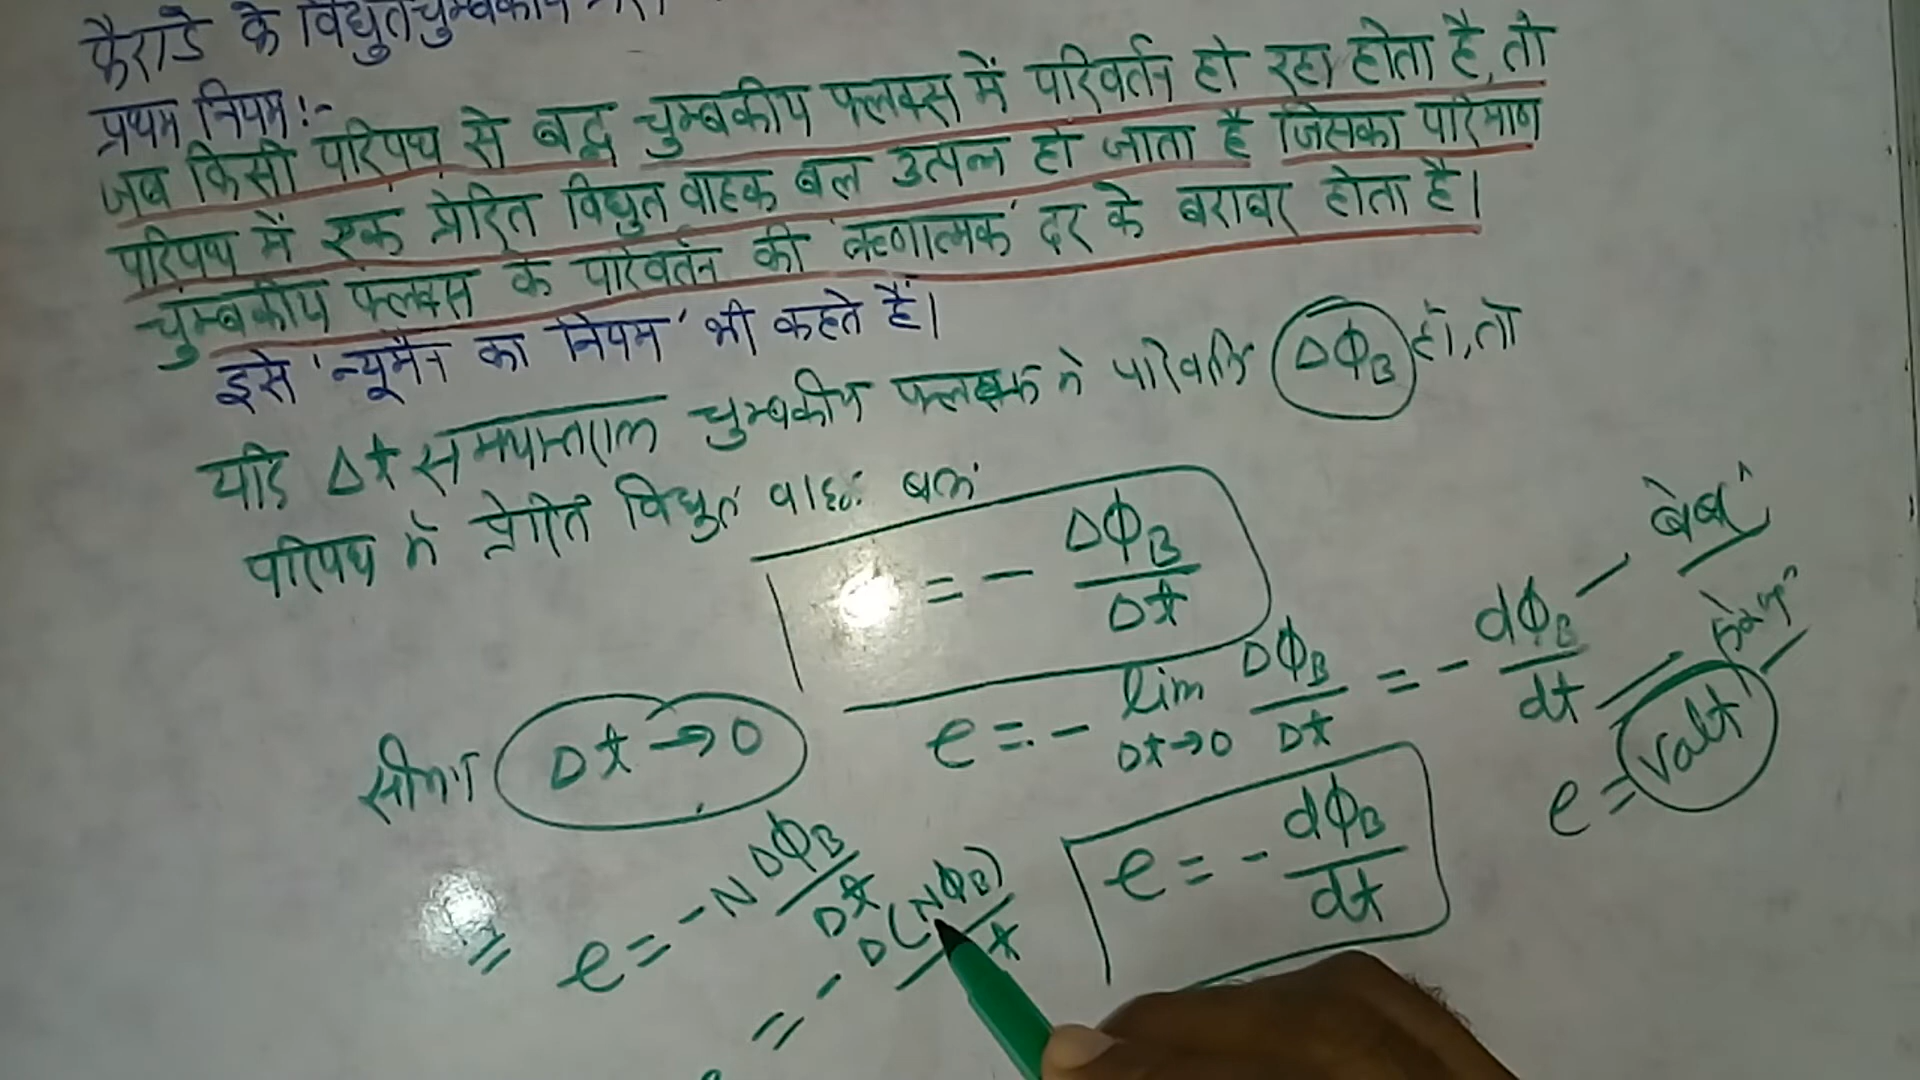 फैराडे के विद्युतचुम्बकीय
प्रथम नियम:-
जब किसी परिपथ से बद्ध चुम्बकीय फ्लक्स में परिवर्तन हो रहा होता है, तो
परिपथ में एक प्रेरित विद्युत वाहक बल उत्पन्न हो जाता है जिसका परिमाण
चुम्बकीय फ्लक्स के परिवर्तन की 'ऋणात्मक' दर के बराबर होता है।
इसे 'न्यूमैन का नियम' भी कहते हैं।
यदि Δt समयान्तराल चुम्बकीय फ्लक्स में परिवर्तन ΔΦB हो, तो
परिपथ में प्रेरित विद्युत वाहक बल
= - ΔΦB / Δt
सीमा Δt → 0
e = - lim Δt→0 ΔΦB / Δt = - dΦB / dt - वेबर / सेकण्ड
e = volt
e = - dΦB / dt
= e = - N ΔΦB / Δt
= - Δ(NΦB) / t